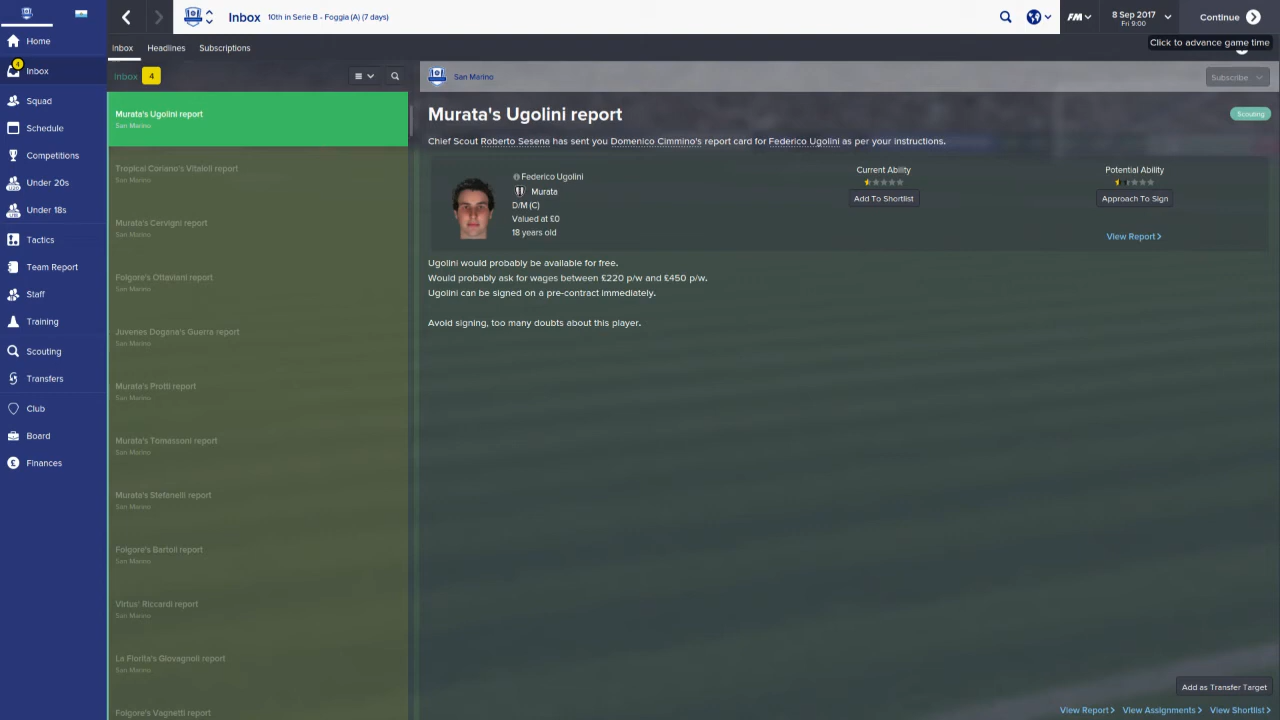 Inbox
10th in Serie B - Foggia (A) (7 days)
FM
8 Sep 2017
Fri 9:00
Continue
Click to advance game time
Home
4
Inbox
Squad
Schedule
Competitions
Under 20s
Under 18s
Tactics
Team Report
Staff
Training
Scouting
Transfers
Club
Board
Finances
Inbox
Headlines
Subscriptions
Inbox
4
Murata's Ugolini report
San Marino
Tropical Coriano's Vitaioli report
San Marino
Murata's Cervigni report
San Marino
Folgore's Ottaviani report
San Marino
Juvenes Dogana's Guerra report
San Marino
Murata's Protti report
San Marino
Murata's Tomassoni report
San Marino
Murata's Stefanelli report
San Marino
Folgore's Bartoli report
San Marino
Virtus' Riccardi report
San Marino
La Fiorita's Giovagnoli report
San Marino
Folgore's Vagnetti report
San Marino
Subscribe
Murata's Ugolini report
Scouting
Chief Scout Roberto Sesena has sent you Domenico Cimmino's report card for Federico Ugolini as per your instructions.
Federico Ugolini
Murata
D/M (C)
Valued at £0
18 years old
Current Ability
Add To Shortlist
Potential Ability
Approach To Sign
View Report >
Ugolini would probably be available for free.
Would probably ask for wages between £220 p/w and £450 p/w.
Ugolini can be signed on a pre-contract immediately.
Avoid signing, too many doubts about this player.
Add as Transfer Target
View Report >
View Assignments >
View Shortlist >